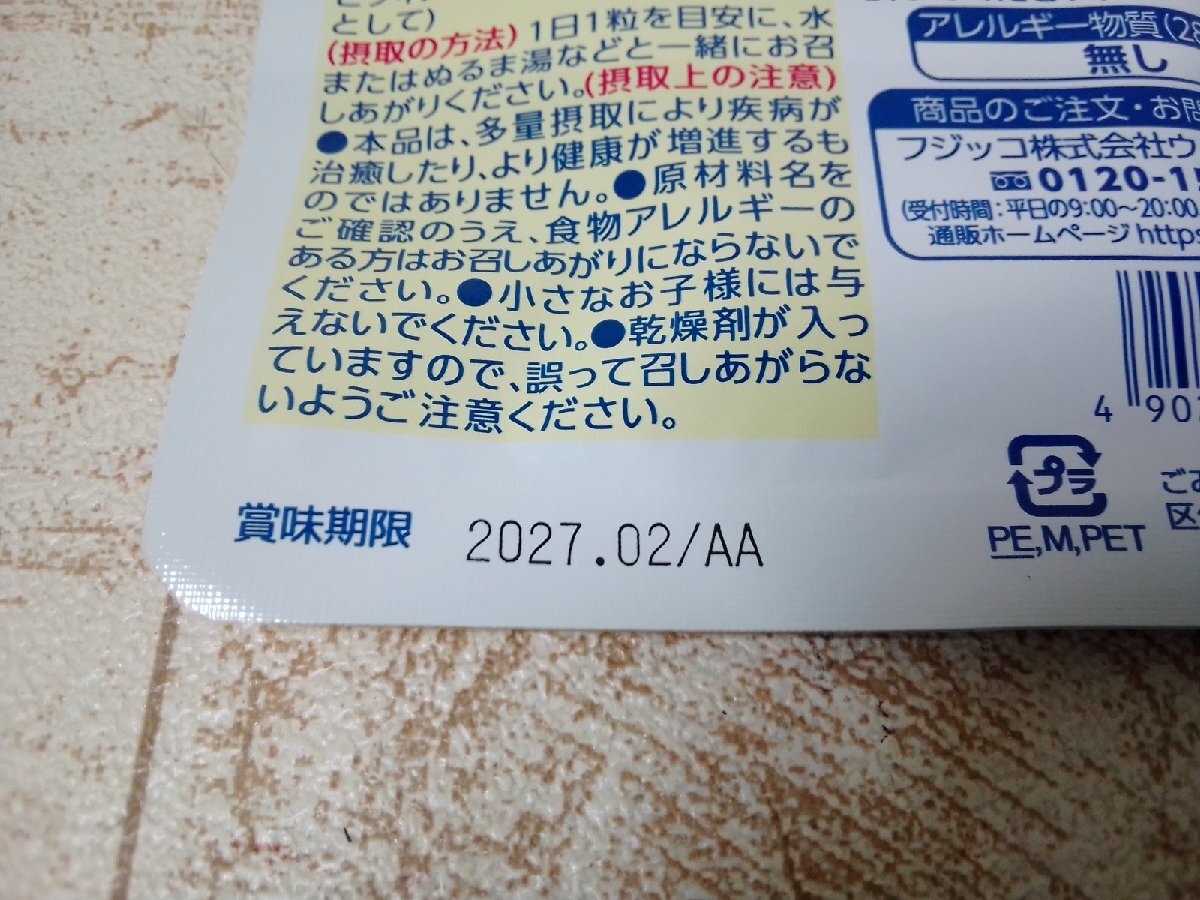 として)
(摂取の方法) 1日1粒を目安に、水
またはぬるま湯などと一緒にお召
しあがりください。(摂取上の注意)
●本品は、多量摂取により疾病が
治癒したり、より健康が増進するも
のではありません。●原材料名を
ご確認のうえ、食物アレルギーの
ある方はお召しあがりにならないで
ください。●小さなお子様には与
えないでください。●乾燥剤が入っ
ていますので、誤って召しあがらな
いようご注意ください。
賞味期限 2027.02/AA
アレルギー物質(28
無し
商品のご注文・お問
フジッコ株式会社ウ
0120-1
(受付時間:平日の9:00〜20:00
通販ホームページ https
4 901
プラ
PE,M,PET
ごみ
区分